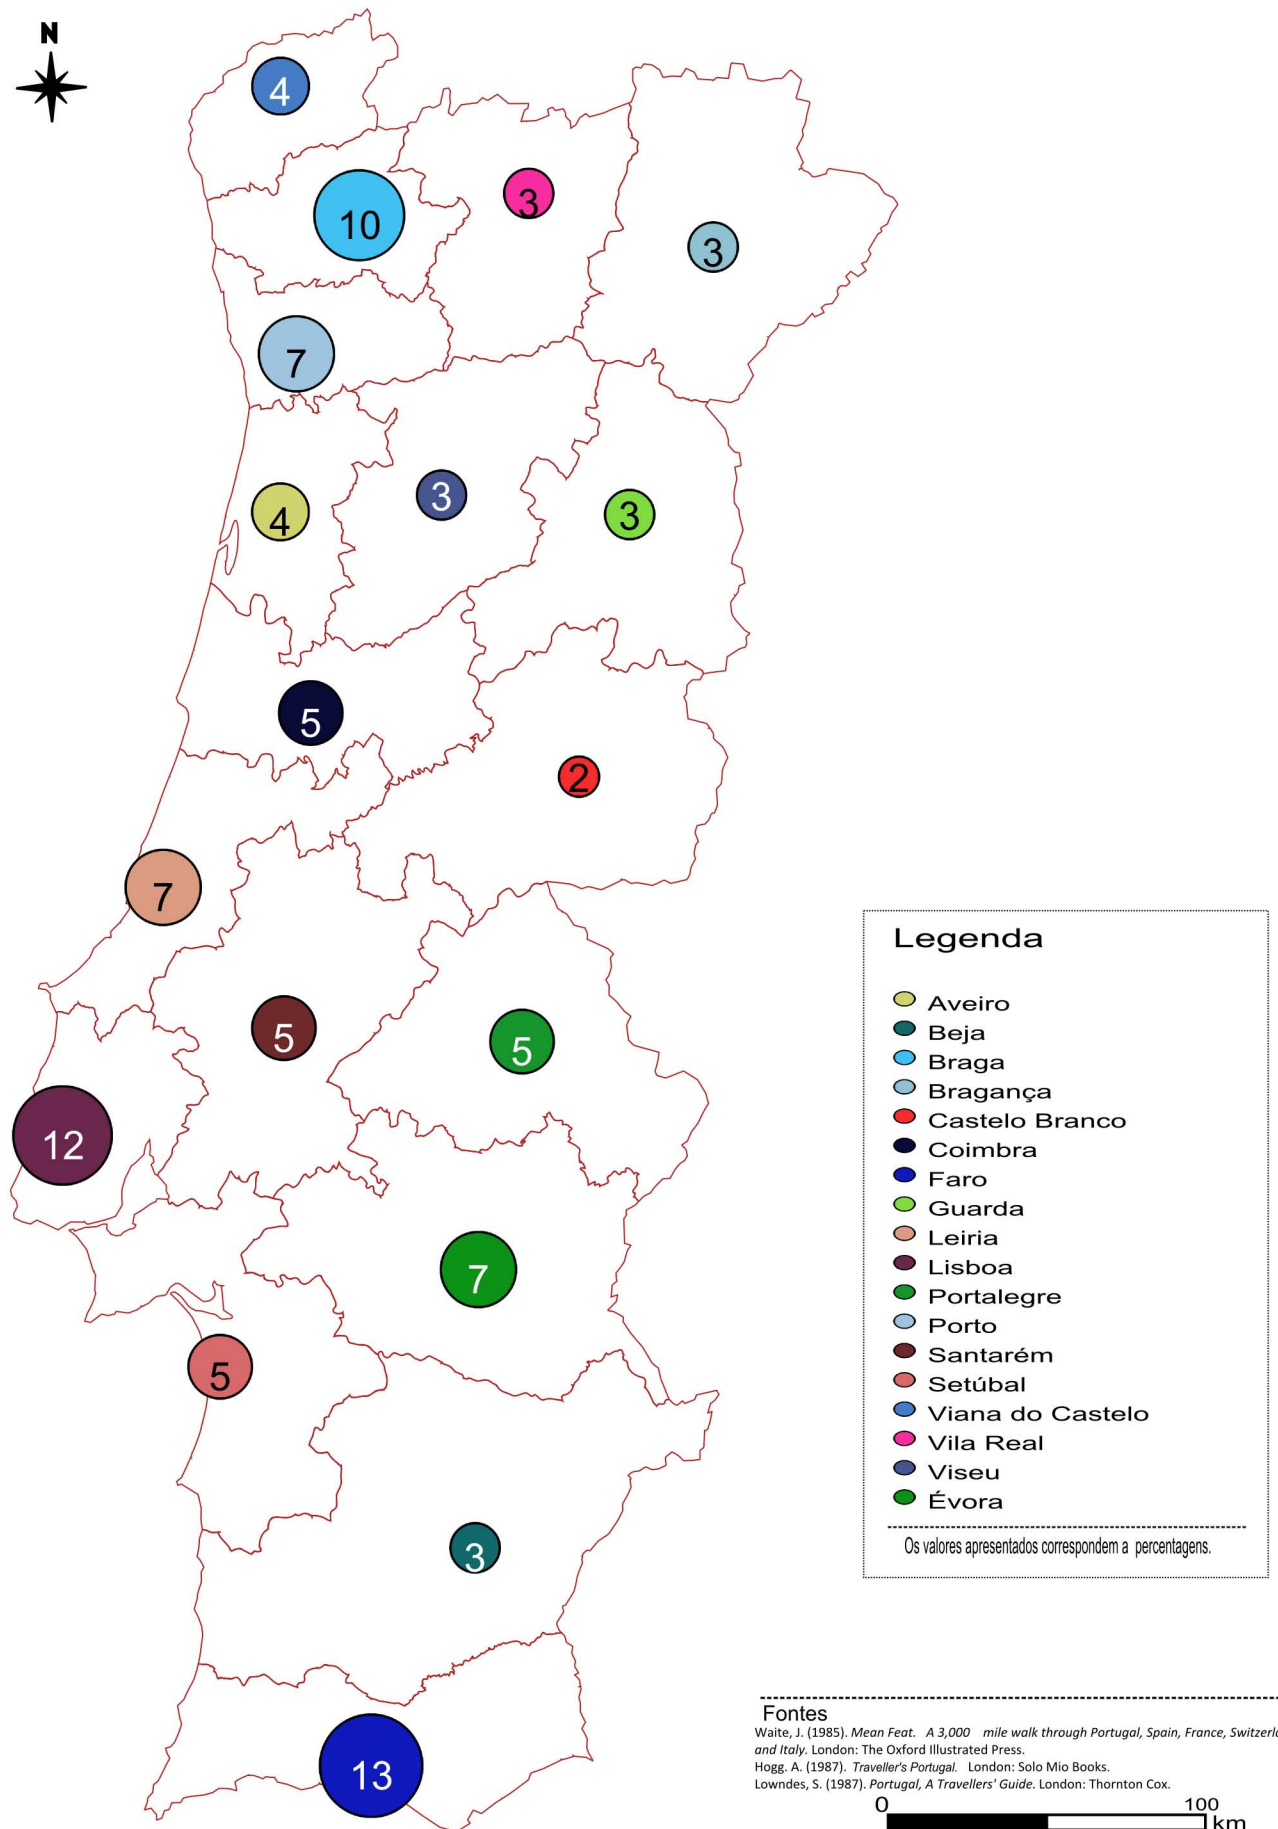 N
4
10
3
3
7
4
3
3
5
2
7
5
5
12
7
5
3
13
Legenda
Aveiro
Beja
Braga
Bragança
Castelo Branco
Coimbra
Faro
Guarda
Leiria
Lisboa
Portalegre
Porto
Santarém
Setúbal
Viana do Castelo
Vila Real
Viseu
Évora
Os valores apresentados correspondem a percentagens.
Fontes
Waite, J. (1985). Mean Feat. A 3,000 mile walk through Portugal, Spain, France, Switzerla
and Italy. London: The Oxford Illustrated Press.
Hogg. A. (1987). Traveller's Portugal. London: Solo Mio Books.
Lowndes, S. (1987). Portugal, A Travellers' Guide. London: Thornton Cox.
0 100
km